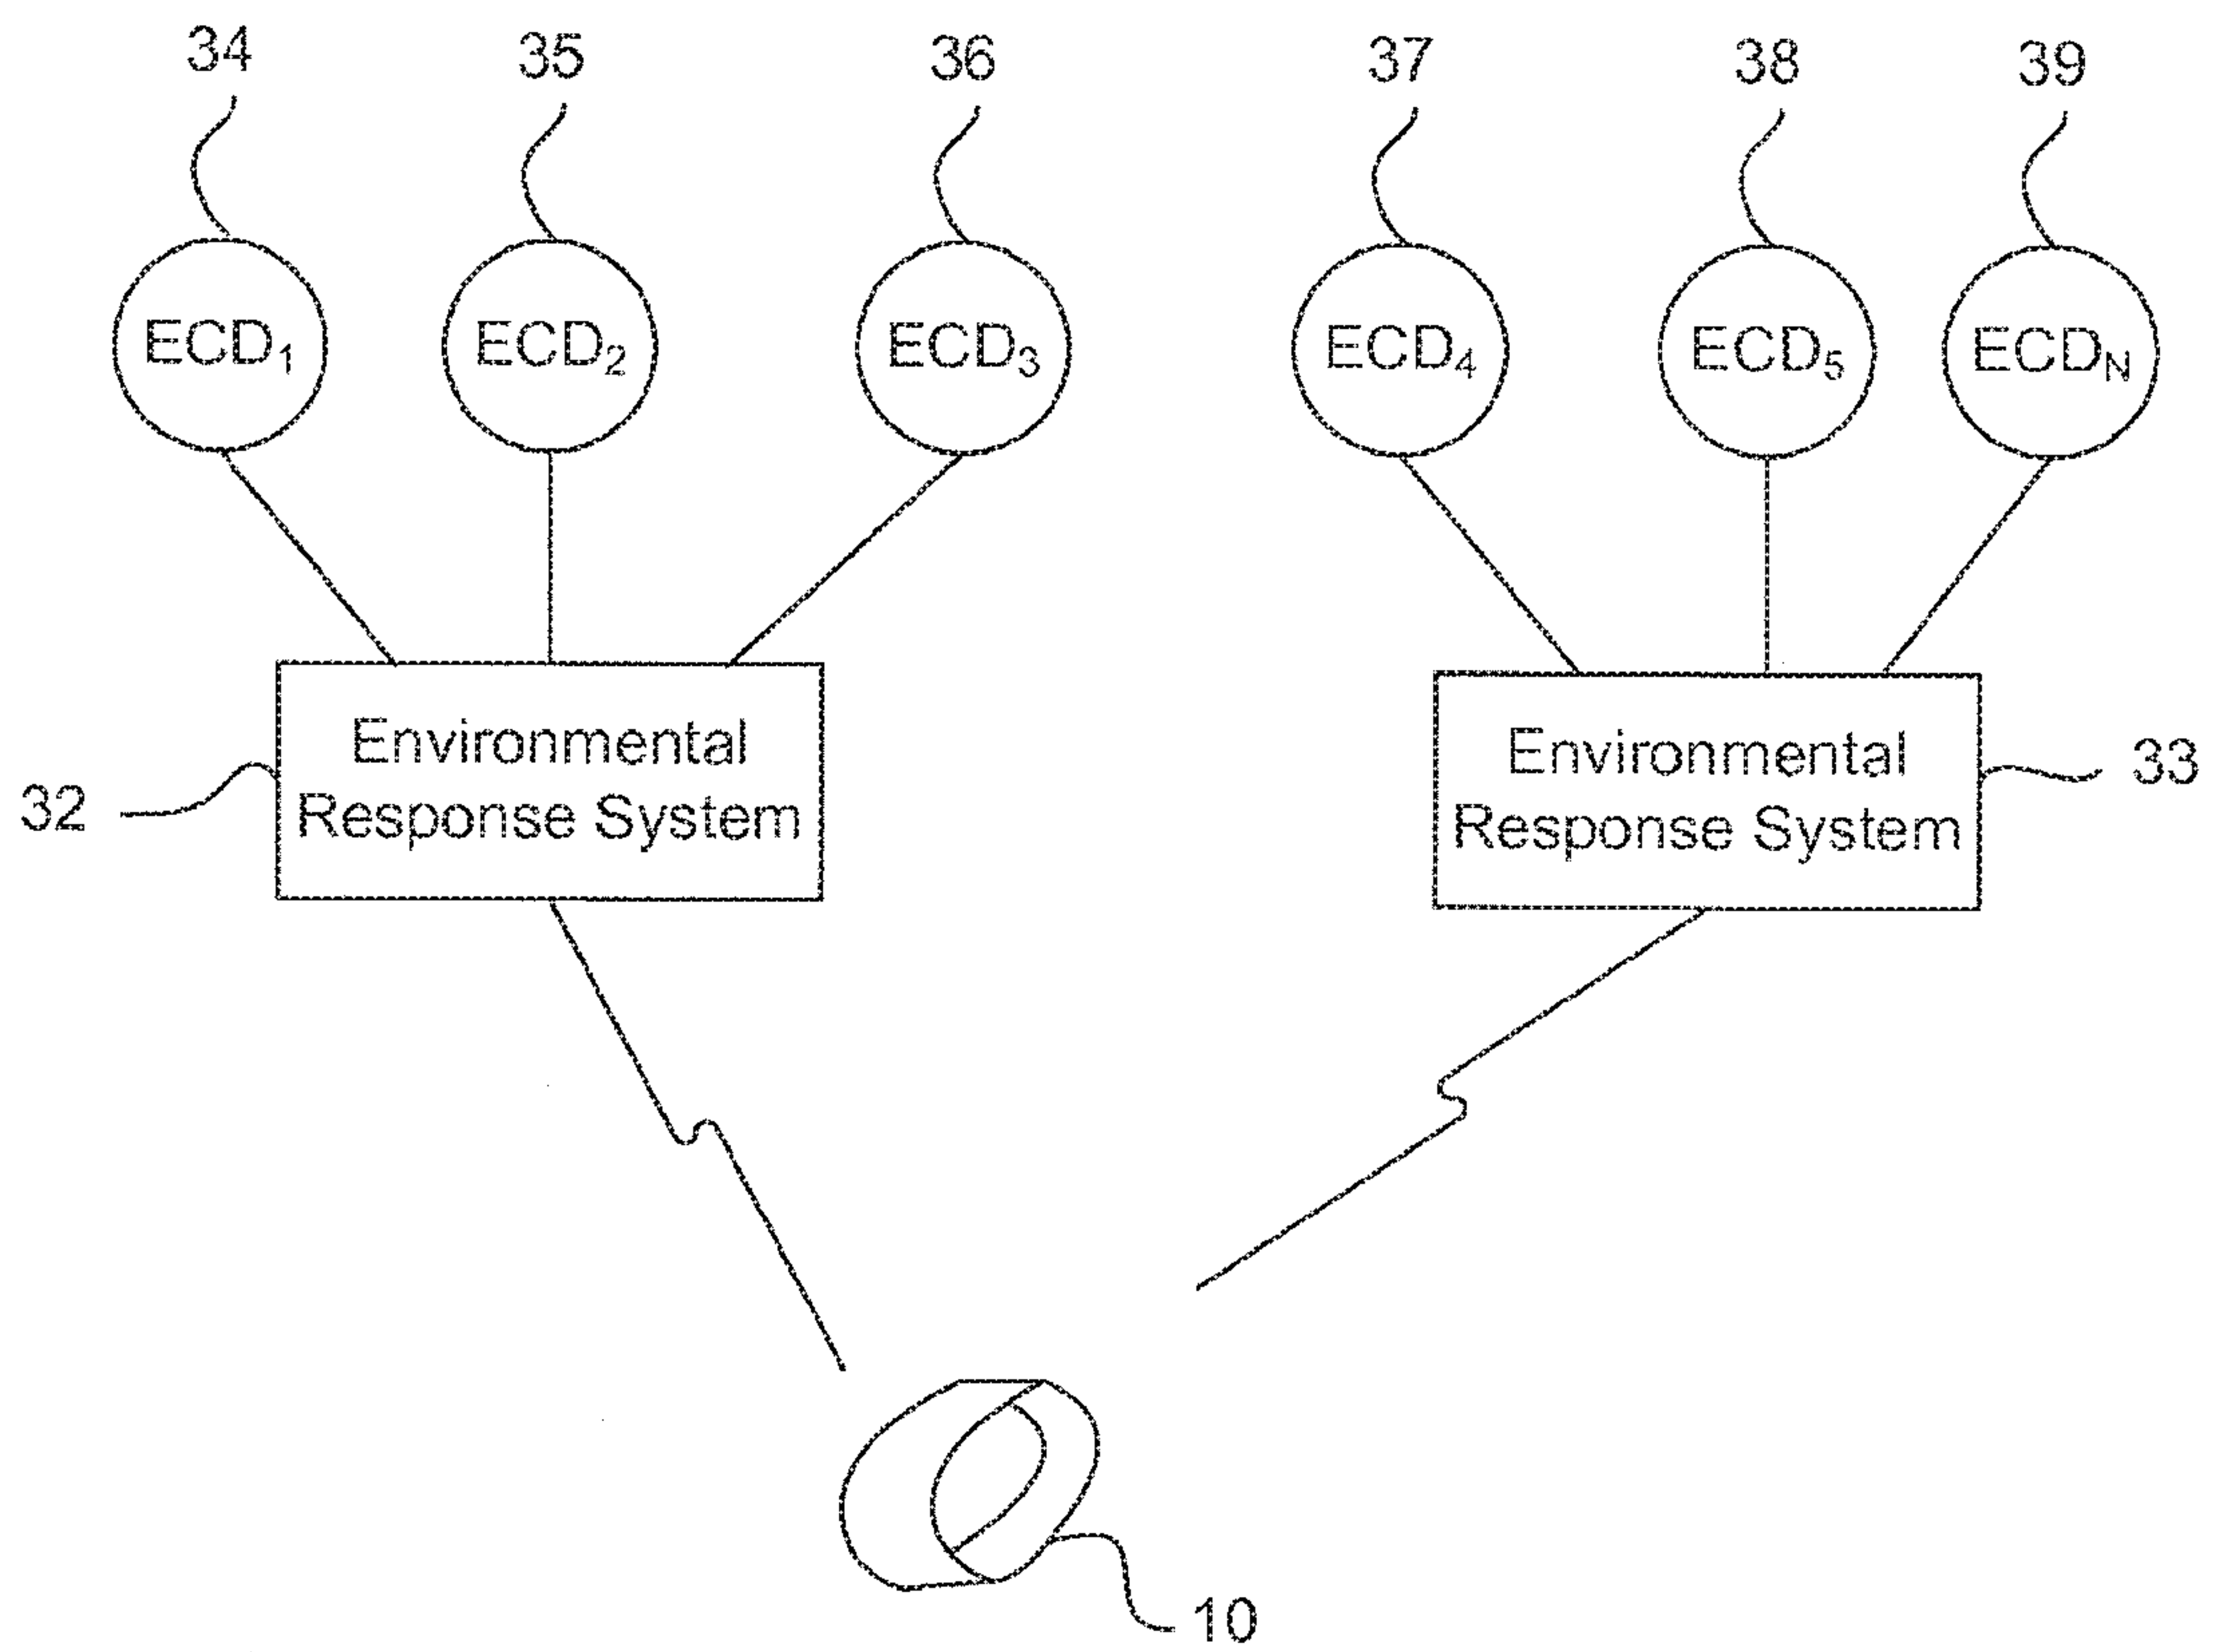 34 35 36 37 38 39
ECD₁ ECD₂ ECD₃ ECD₄ ECD₅ ECD_N
Environmental
Response System
32
Environmental
Response System
33
10